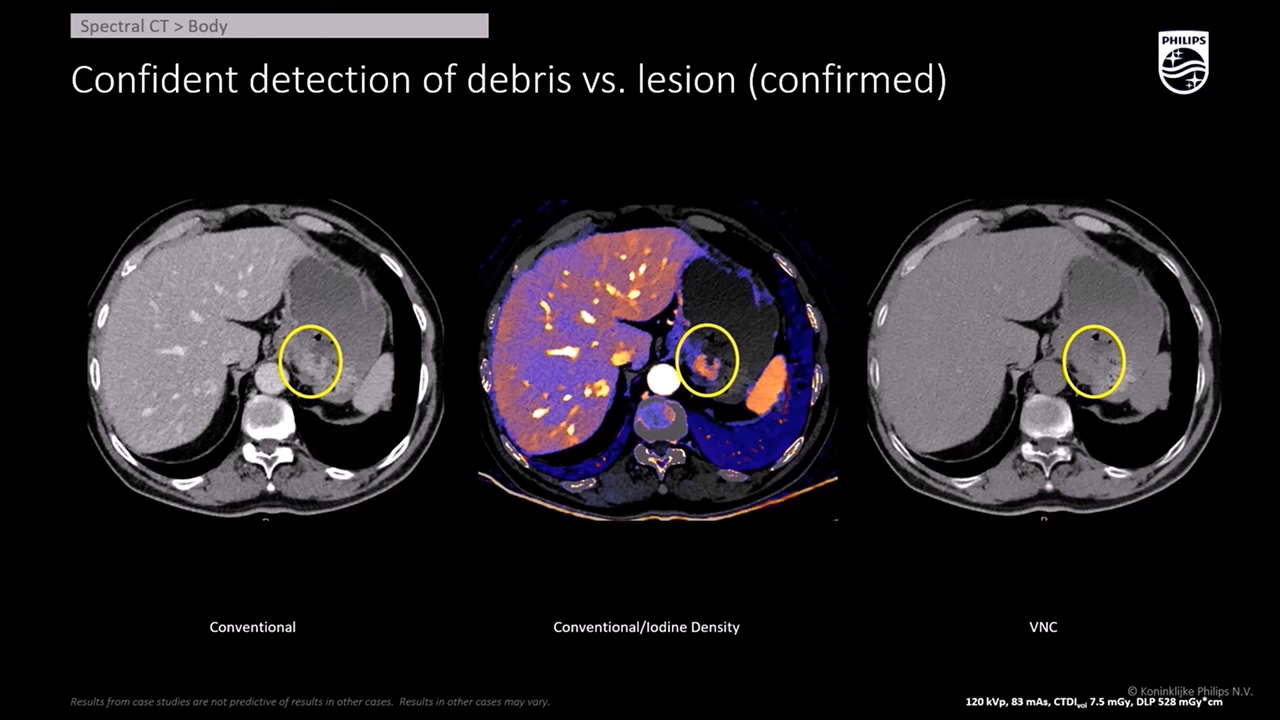 Spectral CT > Body
PHILIPS
Confident detection of debris vs. lesion (confirmed)
Conventional
Conventional/Iodine Density
VNC
© Koninklijke Philips N.V.
Results from case studies are not predictive of results in other cases. Results in other cases may vary.
120 kVp, 83 mAs, CTDIvol 7.5 mGy, DLP 528 mGy*cm